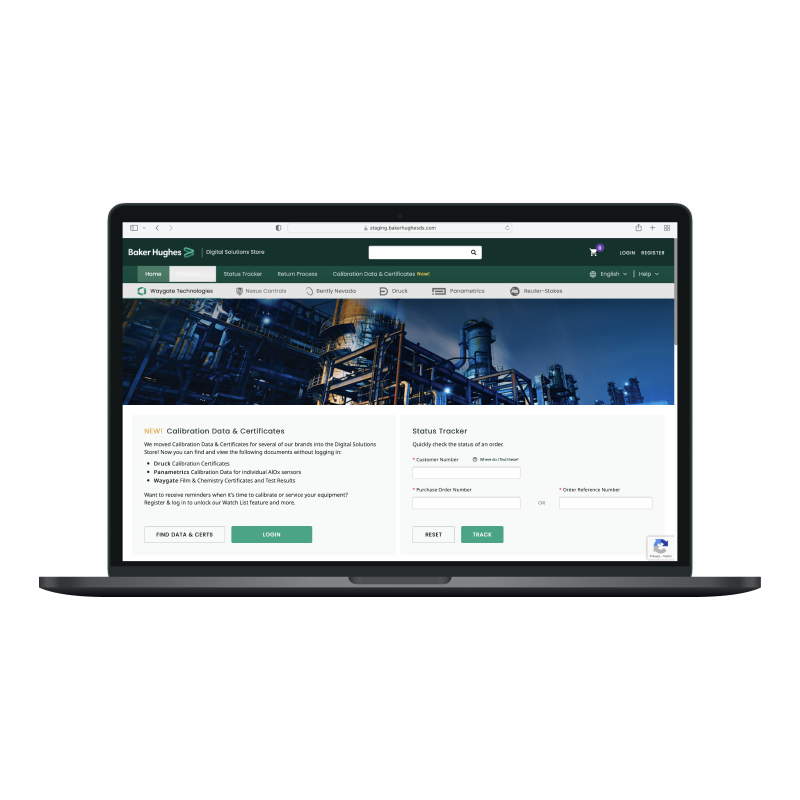 staging.bakerhughesds.com
Baker Hughes Digital Solutions Store
0
LOGIN REGISTER
Home Status Tracker Return Process Calibration Data & Certificates New! English Help
Waygate Technologies Nexus Controls Bently Nevada Druck Panametrics Reuter-Stokes
NEW! Calibration Data & Certificates
We moved Calibration Data & Certificates for several of our brands into the Digital Solutions
Store! Now you can find and view the following documents without logging in:
• Druck Calibration Certificates
• Panametrics Calibration Data for individual AIOx sensors
• Waygate Film & Chemistry Certificates and Test Results
Want to receive reminders when it's time to calibrate or service your equipment?
Register & log in to unlock our Watch List feature and more.
FIND DATA & CERTS LOGIN
Status Tracker
Quickly check the status of an order.
* Customer Number Where do I find these?
* Purchase Order Number
OR
* Order Reference Number
RESET TRACK
Privacy - Terms